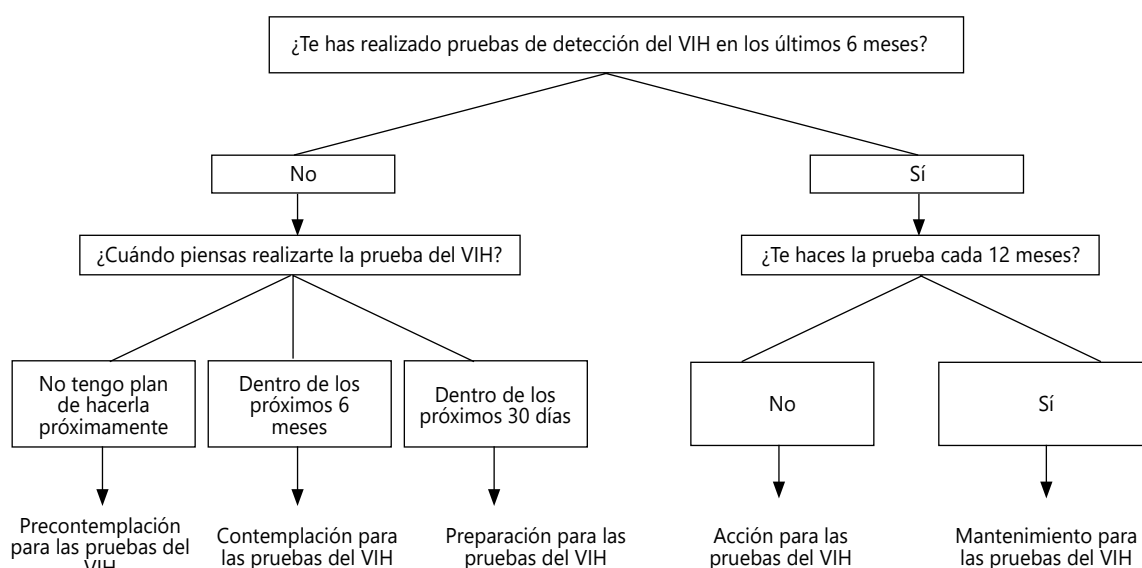 ¿Te has realizado pruebas de detección del VIH en los últimos 6 meses?
No
Sí
¿Cuándo piensas realizarte la prueba del VIH?
¿Te haces la prueba cada 12 meses?
No tengo plan
de hacerla
próximamente
Dentro de los
próximos 6
meses
Dentro de los
próximos 30 días
No
Sí
Precontemplación
para las pruebas del
VIH
Contemplación para
las pruebas del VIH
Preparación para las
pruebas del VIH
Acción para las
pruebas del VIH
Mantenimiento para
las pruebas del VIH